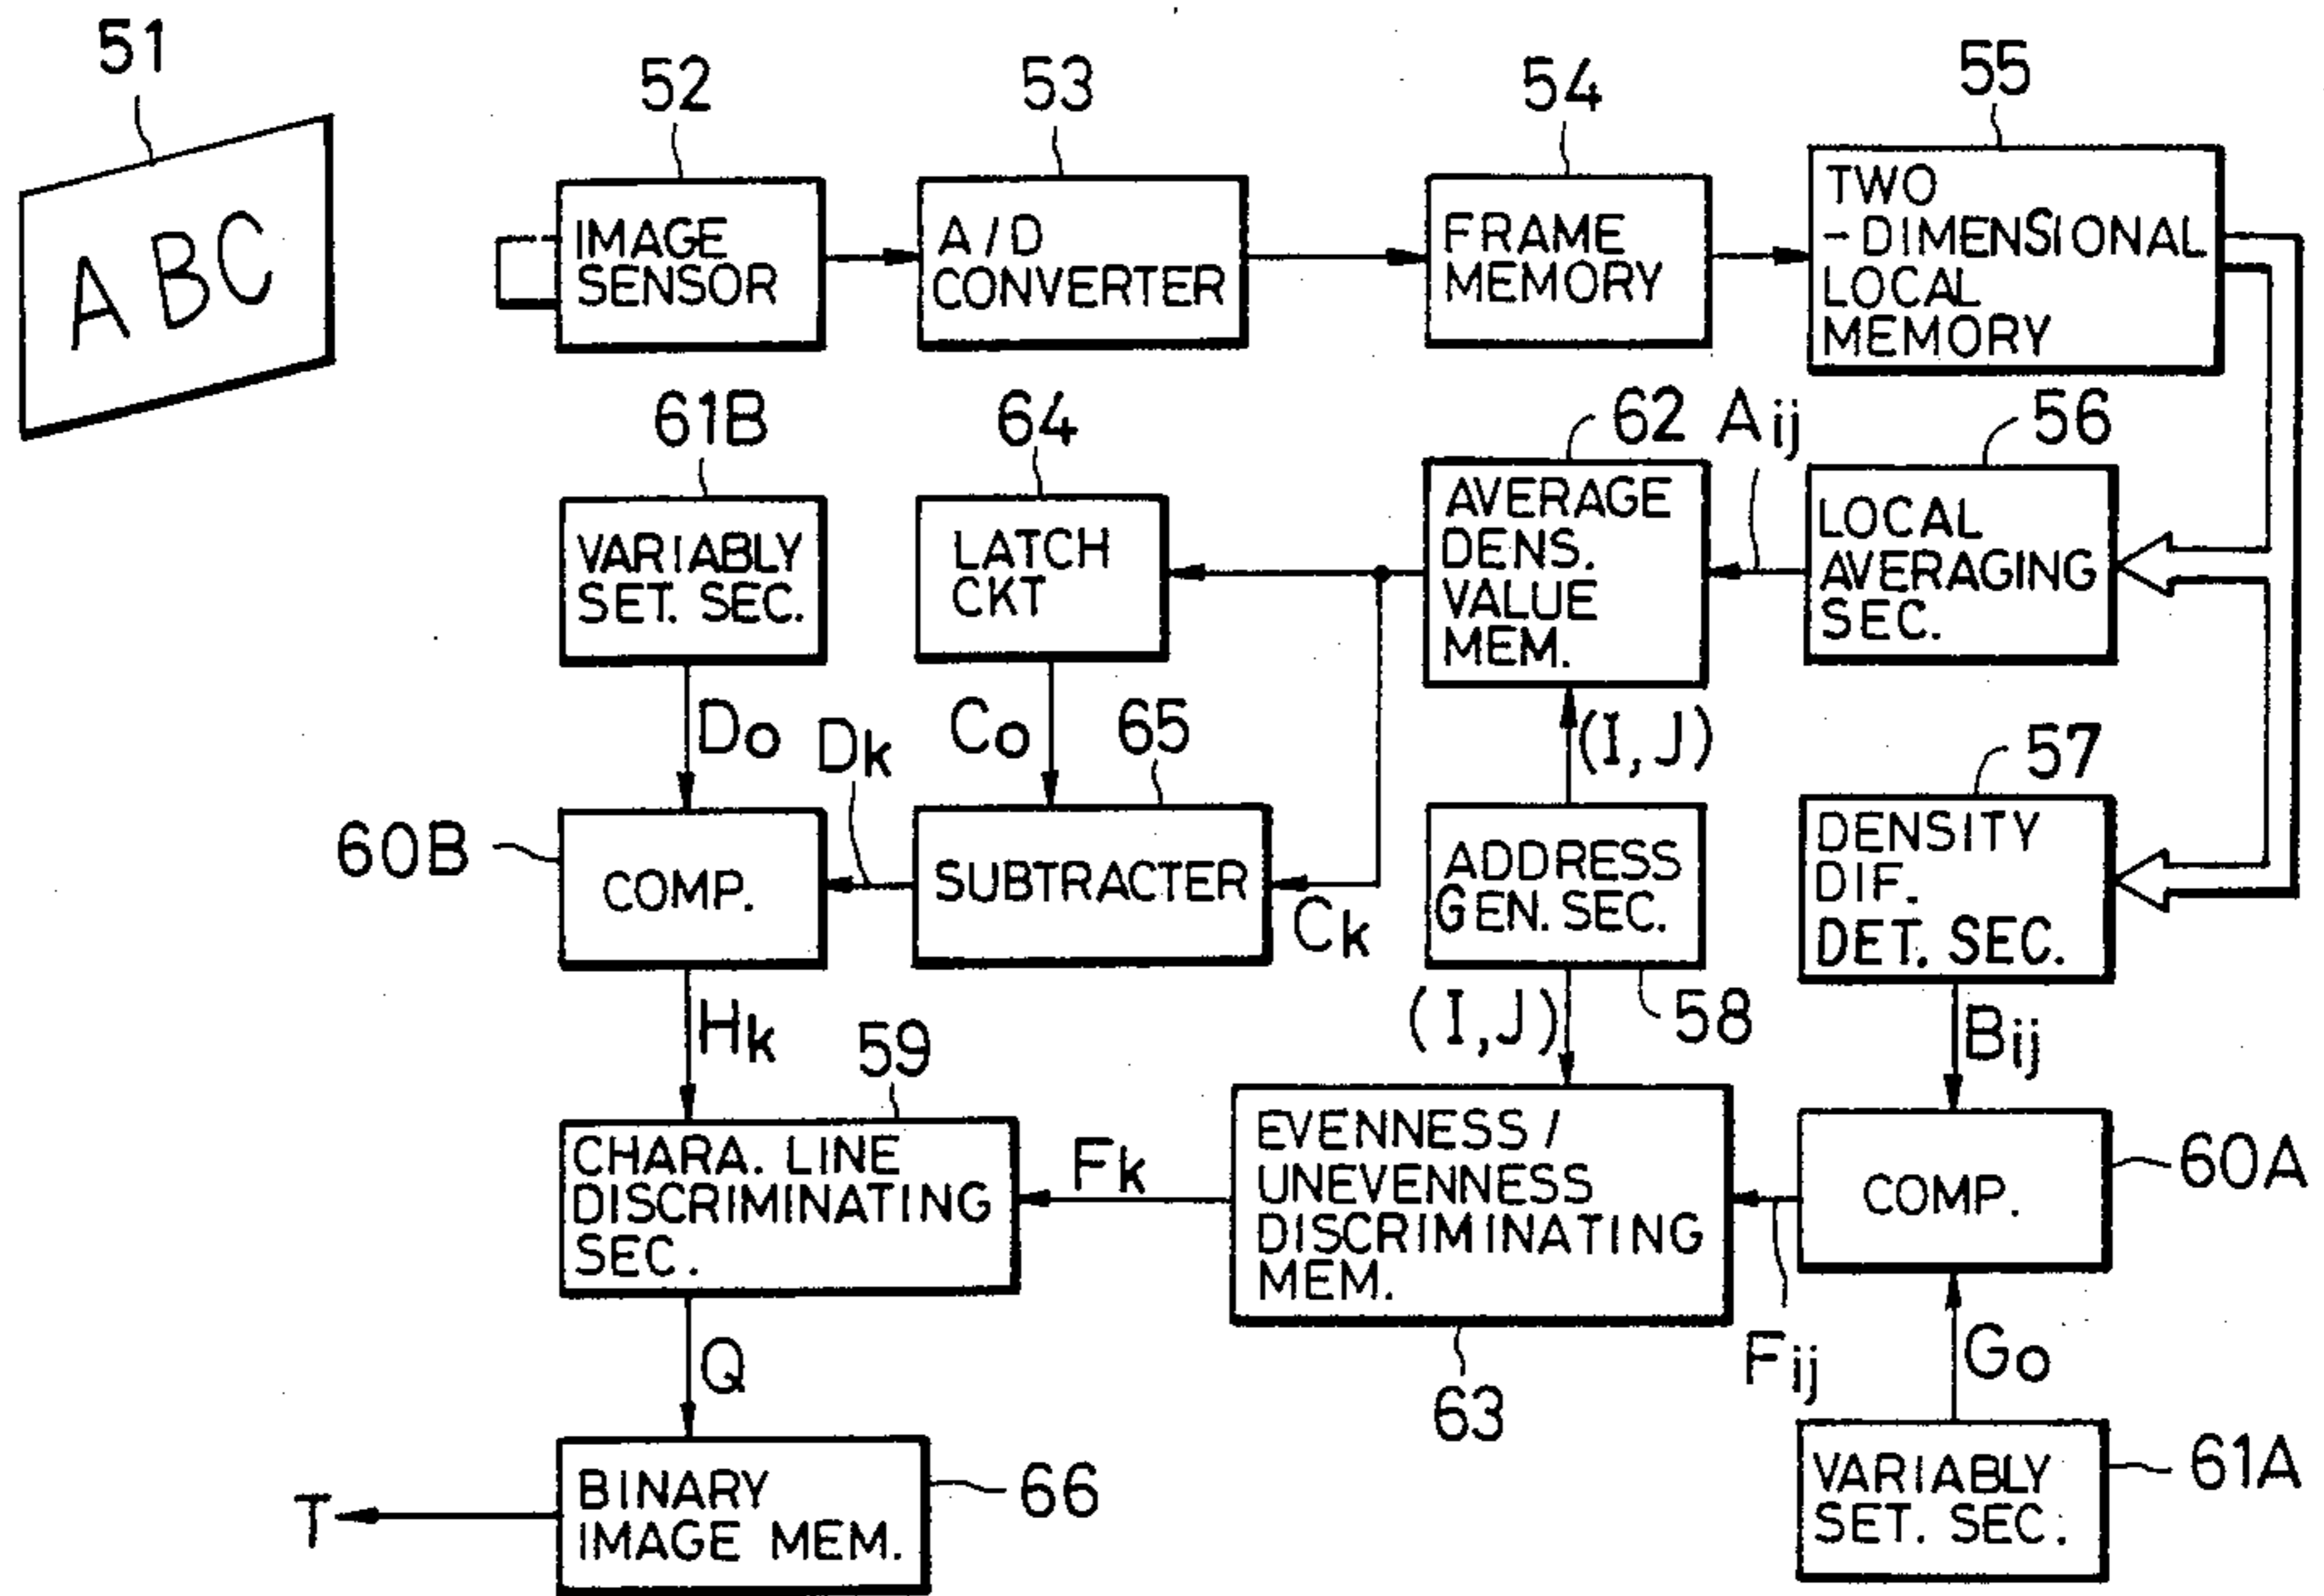 51
52
53
54
55
ABC
IMAGE
SENSOR
A/D
CONVERTER
FRAME
MEMORY
TWO
-DIMENSIONAL
LOCAL
MEMORY
61B
64
62
Aij
56
VARIABLY
SET. SEC.
LATCH
CKT
AVERAGE
DENS.
VALUE
MEM.
LOCAL
AVERAGING
SEC.
Do
Dk
Co
65
(I,J)
57
60B
COMP.
SUBTRACTER
Ck
ADDRESS
GEN. SEC.
DENSITY
DIF.
DET. SEC.
Hk
59
(I,J)
58
Bij
CHARA. LINE
DISCRIMINATING
SEC.
Fk
EVENNESS/
UNEVENNESS
DISCRIMINATING
MEM.
COMP.
60A
Q
63
Fij
Go
T
BINARY
IMAGE MEM.
66
VARIABLY
SET. SEC.
61A